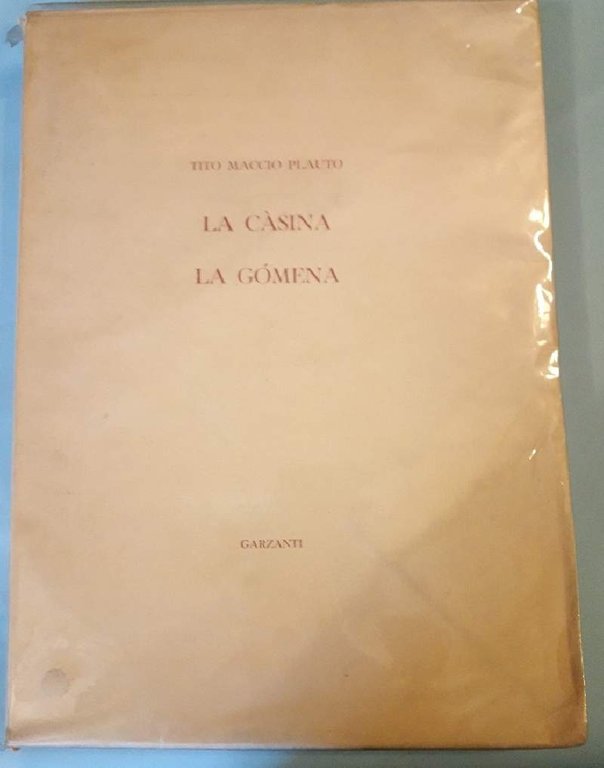 TITO MACCIO PLAUTO
LA CÀSINA
LA GÓMENA
GARZANTI